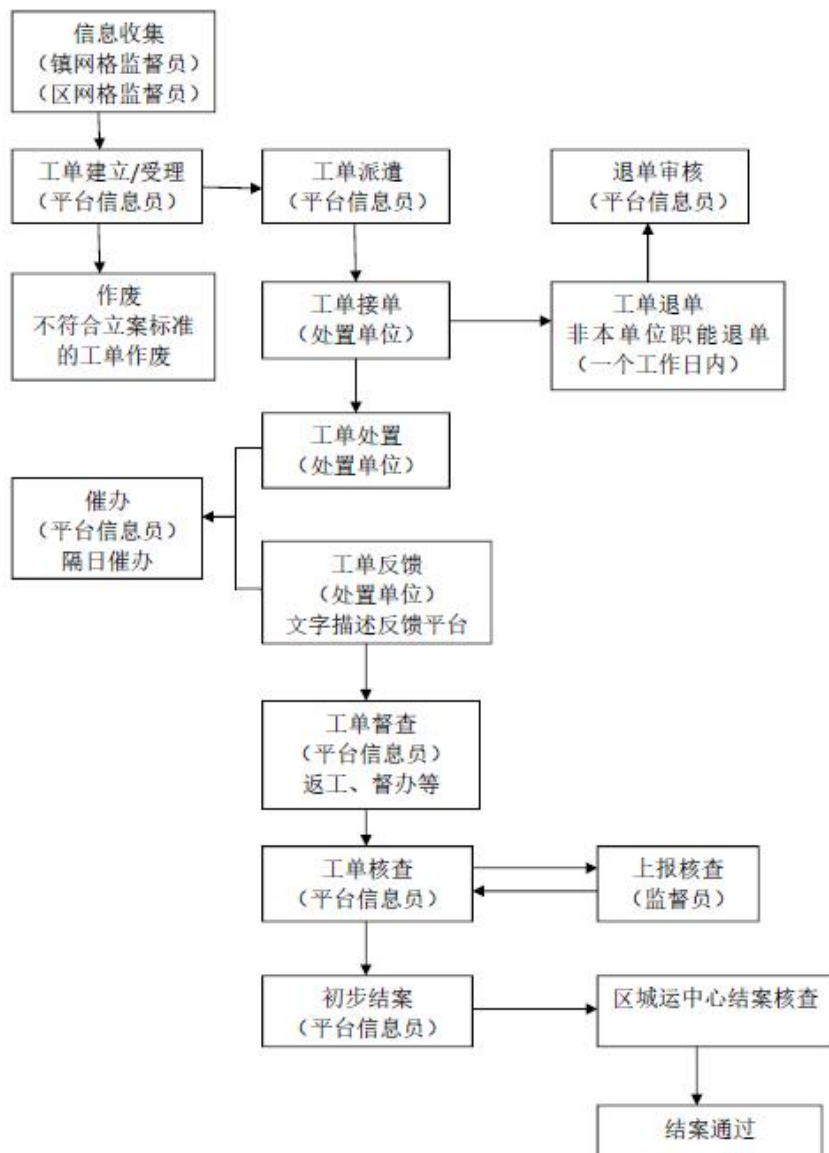 信息收集
（镇网格监督员）
（区网格监督员）
工单建立/受理
（平台信息员）
工单派遣
（平台信息员）
退单审核
（平台信息员）
作废
不符合立案标准
的工单作废
工单接单
（处置单位）
工单退单
非本单位职能退单
（一个工作日内）
工单处置
（处置单位）
催办
（平台信息员）
隔日催办
工单反馈
（处置单位）
文字描述反馈平台
工单督查
（平台信息员）
返工、督办等
工单核查
（平台信息员）
上报核查
（监督员）
初步结案
（平台信息员）
区城运中心结案核查
结案通过